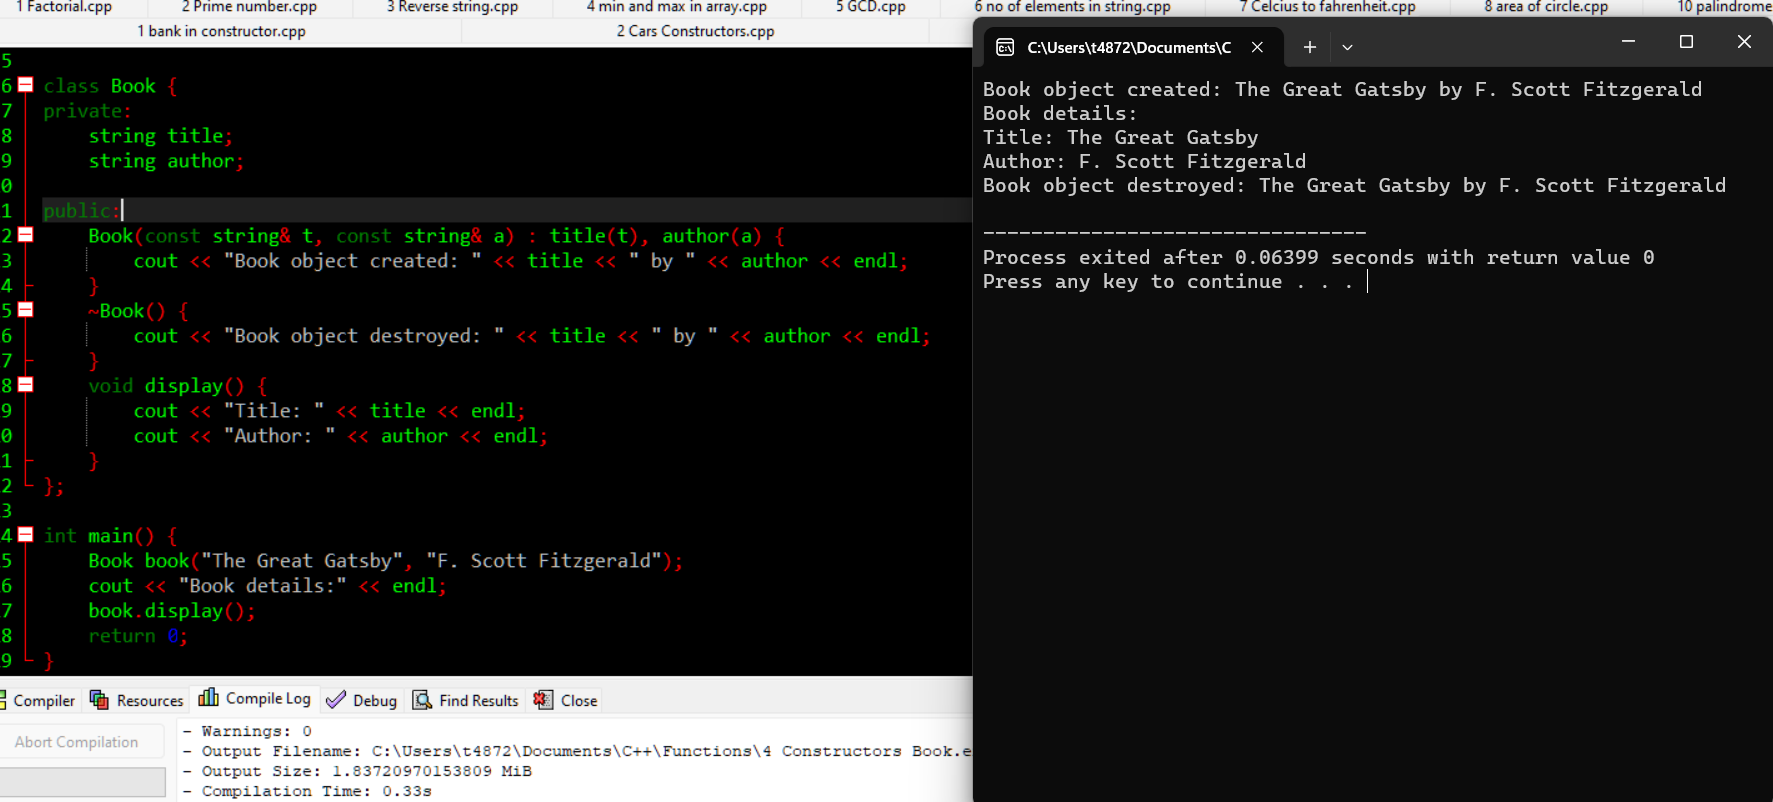 1 Factorial.cpp 2 Prime number.cpp 3 Reverse string.cpp 4 min and max in array.cpp 5 GCD.cpp 6 no of elements in string.cpp 7 Celcius to fahrenheit.cpp 8 area of circle.cpp 10 palindrome
1 bank in constructor.cpp 2 Cars Constructors.cpp
5
6 class Book {
7 private:
8 string title;
9 string author;
0
1 public:
2 Book(const string& t, const string& a) : title(t), author(a) {
3 cout << "Book object created: " << title << " by " << author << endl;
4 }
5 ~Book() {
6 cout << "Book object destroyed: " << title << " by " << author << endl;
7 }
8 void display() {
9 cout << "Title: " << title << endl;
0 cout << "Author: " << author << endl;
1 }
2 };
3
4 int main() {
5 Book book("The Great Gatsby", "F. Scott Fitzgerald");
6 cout << "Book details:" << endl;
7 book.display();
8 return 0;
9 }
Compiler Resources Compile Log Debug Find Results Close
Abort Compilation
- Warnings: 0
- Output Filename: C:\Users\t4872\Documents\C++\Functions\4 Constructors Book.e
- Output Size: 1.83720970153809 MiB
- Compilation Time: 0.33s
C:\Users\t4872\Documents\C
Book object created: The Great Gatsby by F. Scott Fitzgerald
Book details:
Title: The Great Gatsby
Author: F. Scott Fitzgerald
Book object destroyed: The Great Gatsby by F. Scott Fitzgerald
--------------------------------
Process exited after 0.06399 seconds with return value 0
Press any key to continue . . .